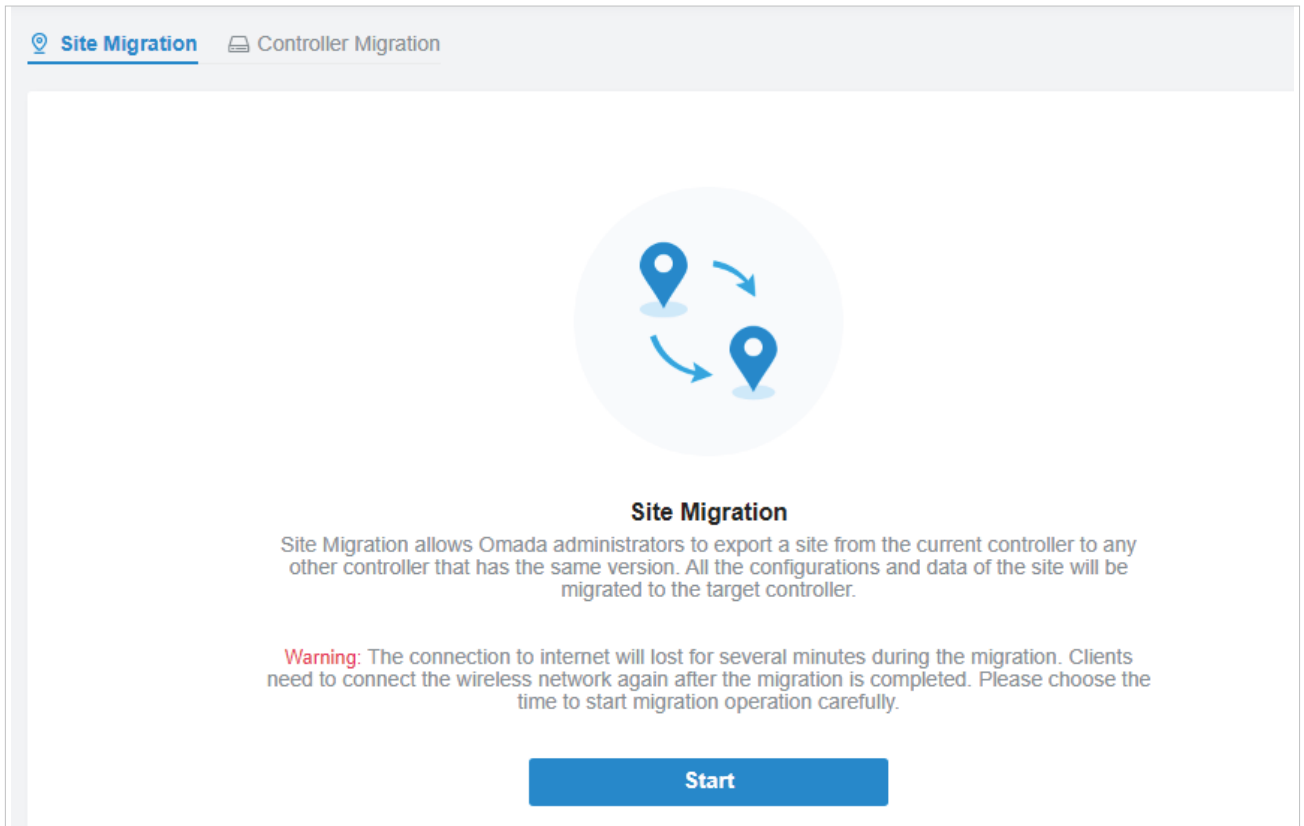 Site Migration Controller Migration
Site Migration
Site Migration allows Omada administrators to export a site from the current controller to any
other controller that has the same version. All the configurations and data of the site will be
migrated to the target controller.
Warning: The connection to internet will lost for several minutes during the migration. Clients
need to connect the wireless network again after the migration is completed. Please choose the
time to start migration operation carefully.
Start